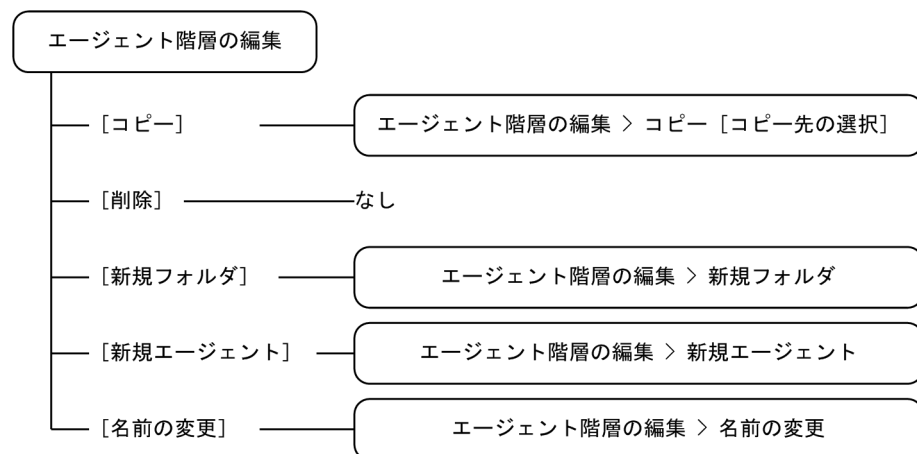 エージェント階層の編集
[コピー] エージェント階層の編集 > コピー [コピー先の選択]
[削除] なし
[新規フォルダ] エージェント階層の編集 > 新規フォルダ
[新規エージェント] エージェント階層の編集 > 新規エージェント
[名前の変更] エージェント階層の編集 > 名前の変更